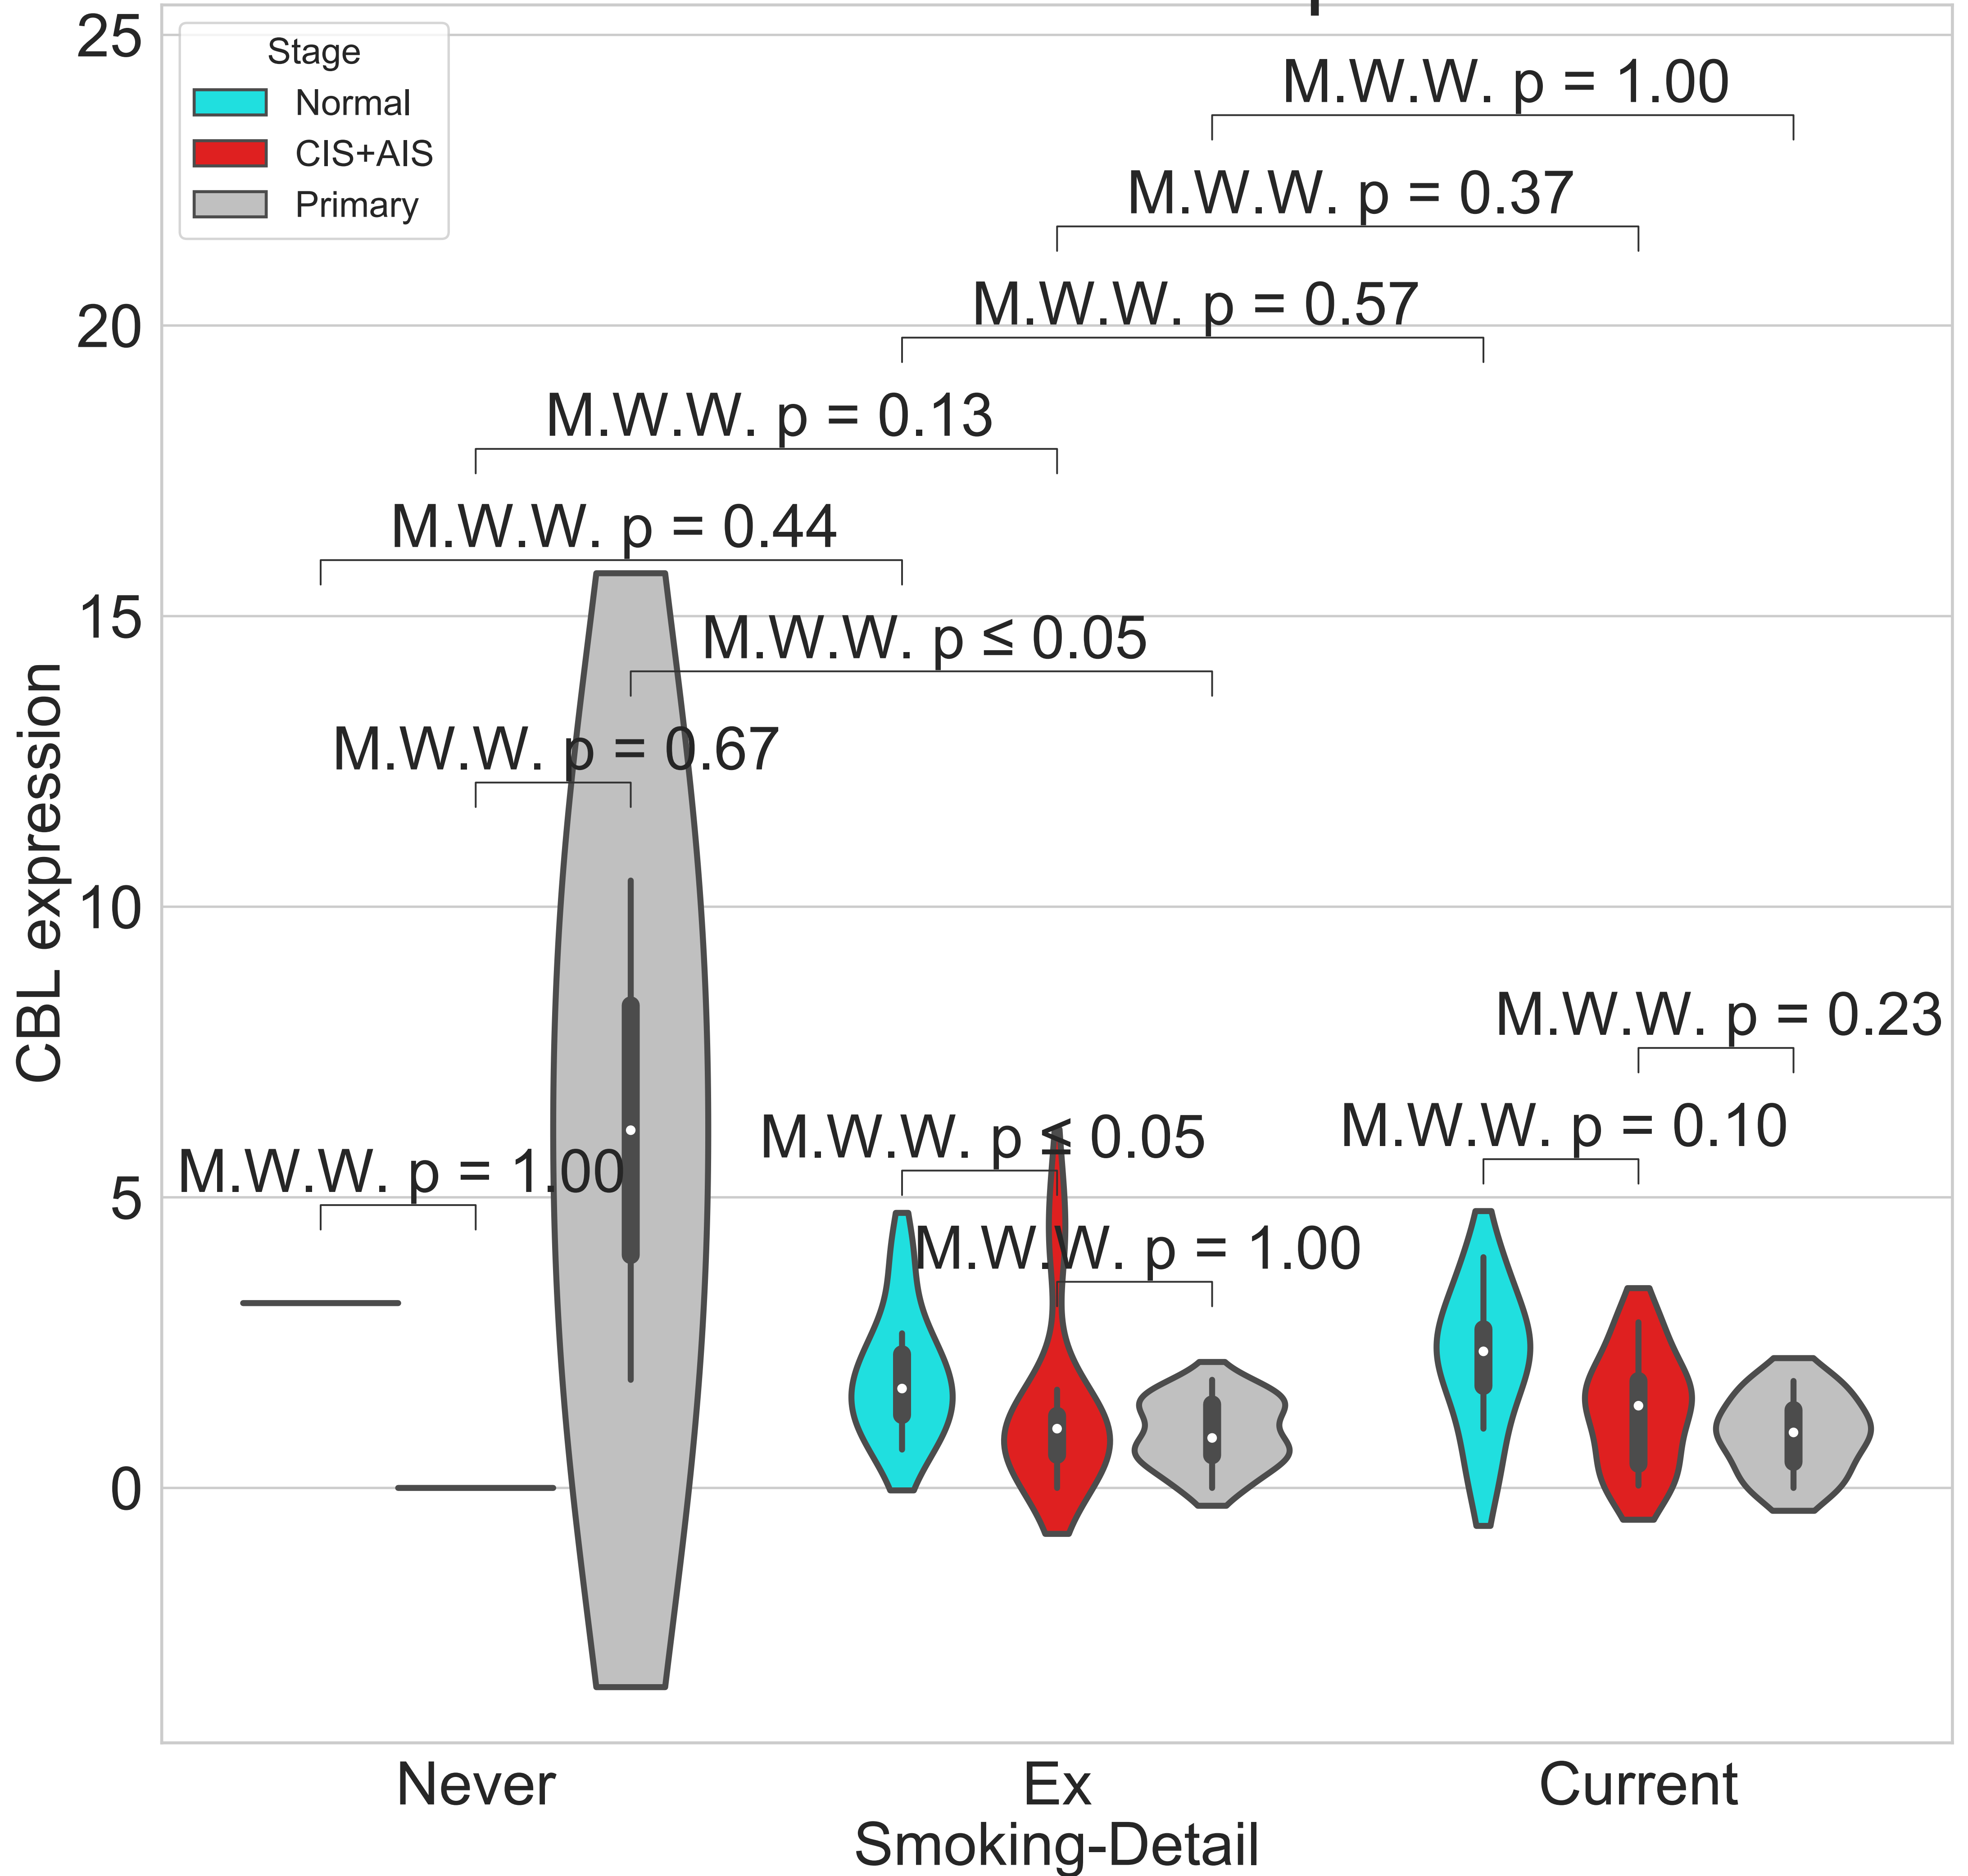 25
20
15
10
5
0
CBL expression
Stage
Normal
CIS+AIS
Primary
M.W.W. p = 1.00
M.W.W. p = 0.37
M.W.W. p = 0.57
M.W.W. p = 0.13
M.W.W. p = 0.44
M.W.W. p ≤ 0.05
M.W.W. p = 0.67
M.W.W. p = 0.23
M.W.W. p = 0.10
M.W.W. p ≤ 0.05
M.W.W. p = 1.00
M.W.W. p = 1.00
Never
Ex
Current
Smoking-Detail